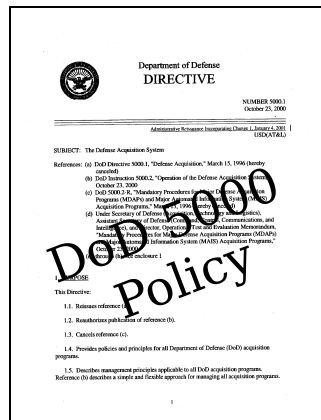 Department of Defense
DIRECTIVE
NUMBER 5000.1
October 23, 2000
Administrative Reissuance Incorporating Change 1, January 4, 2001
USD(AT&L)
SUBJECT: The Defense Acquisition System
References: (a) DoD Directive 5000.1, "Defense Acquisition," March 15, 1996 (hereby
canceled)
(b) DoD Instruction 5000.2, "Operation of the Defense Acquisition System,"
October 23, 2000
(c) DoD 5000.2-R, "Mandatory Procedures for Major Defense Acquisition
Programs (MDAPs) and Major Automated Information System (MAIS)
Acquisition Programs," March 15, 1996 (hereby canceled)
(d) Under Secretary of Defense (Acquisition, Technology, and Logistics),
Assistant Secretary of Defense (Command, Control, Communications, and
Intelligence), and Director, Operational Test and Evaluation Memorandum,
"Mandatory Procedures for Major Defense Acquisition Programs (MDAPs)
and Major Automated Information System (MAIS) Acquisition Programs,"
October 23, 2000
(e) through (h), see enclosure 1
DoD 5000
Policy
1. PURPOSE
This Directive:
1.1. Reissues reference (a).
1.2. Reauthorizes publication of reference (b).
1.3. Cancels reference (c).
1.4. Provides policies and principles for all Department of Defense (DoD) acquisition
programs.
1.5. Describes management principles applicable to all DoD acquisition programs.
Reference (b) describes a simple and flexible approach for managing all acquisition programs.
1